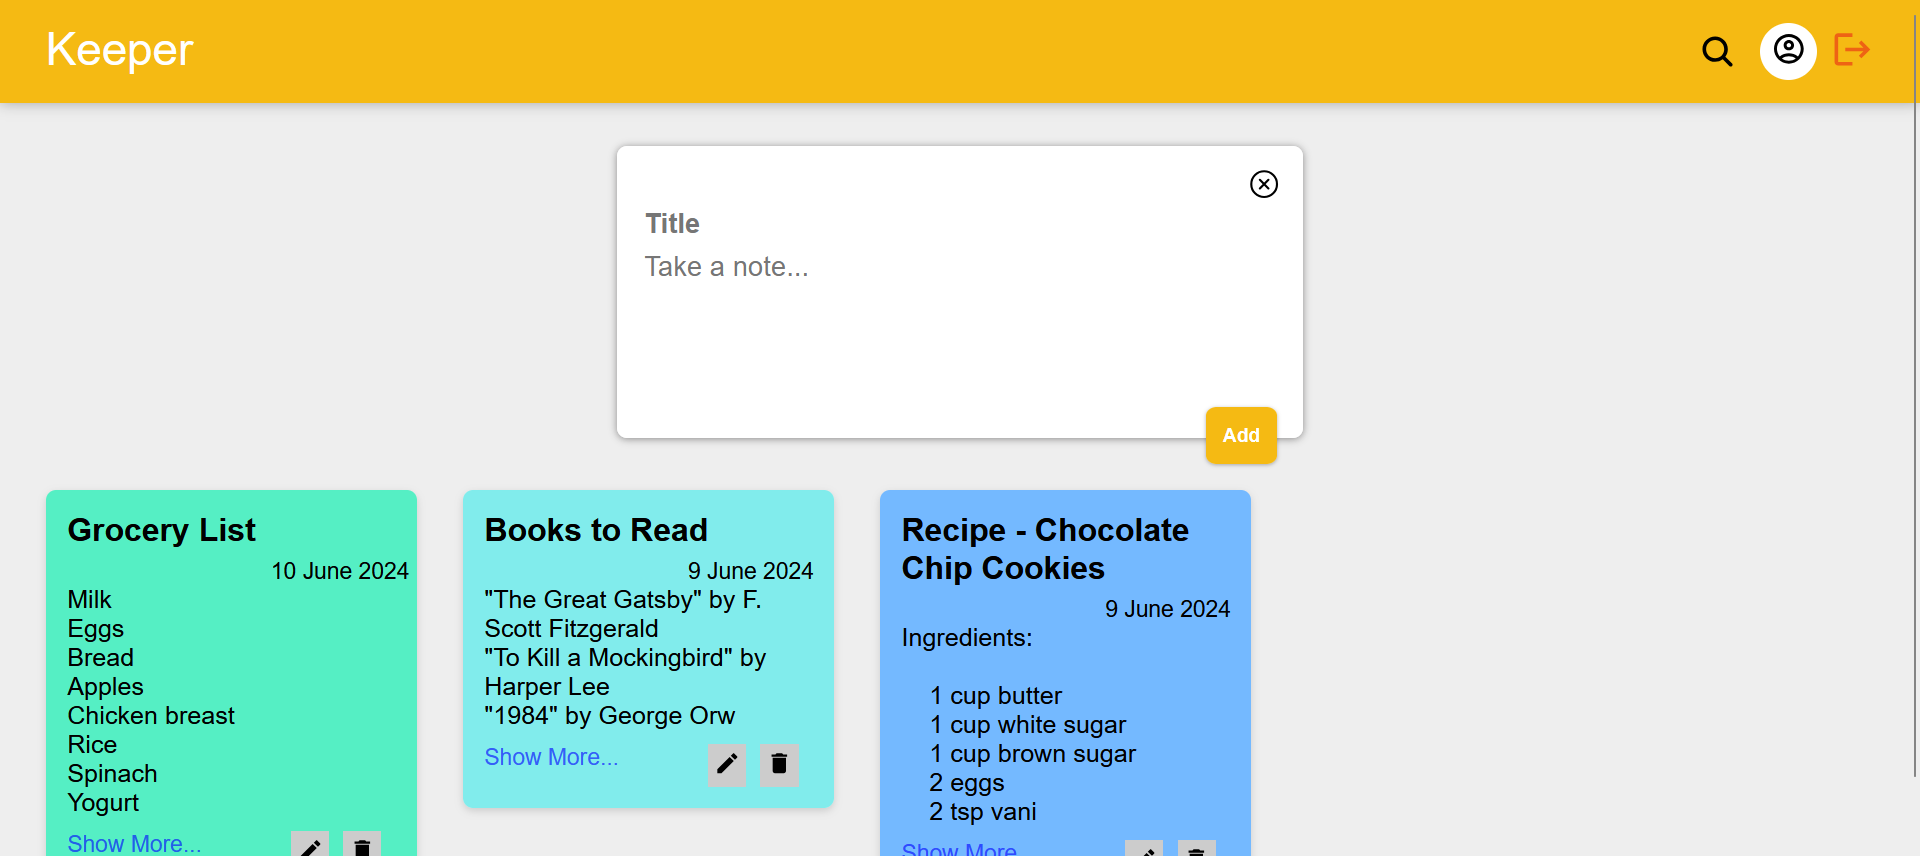 Keeper
Title
Take a note...
Add
Grocery List
10 June 2024
Milk
Eggs
Bread
Apples
Chicken breast
Rice
Spinach
Yogurt
Show More...
Books to Read
9 June 2024
"The Great Gatsby" by F.
Scott Fitzgerald
"To Kill a Mockingbird" by
Harper Lee
"1984" by George Orw
Show More...
Recipe - Chocolate
Chip Cookies
9 June 2024
Ingredients:
1 cup butter
1 cup white sugar
1 cup brown sugar
2 eggs
2 tsp vani
Show More